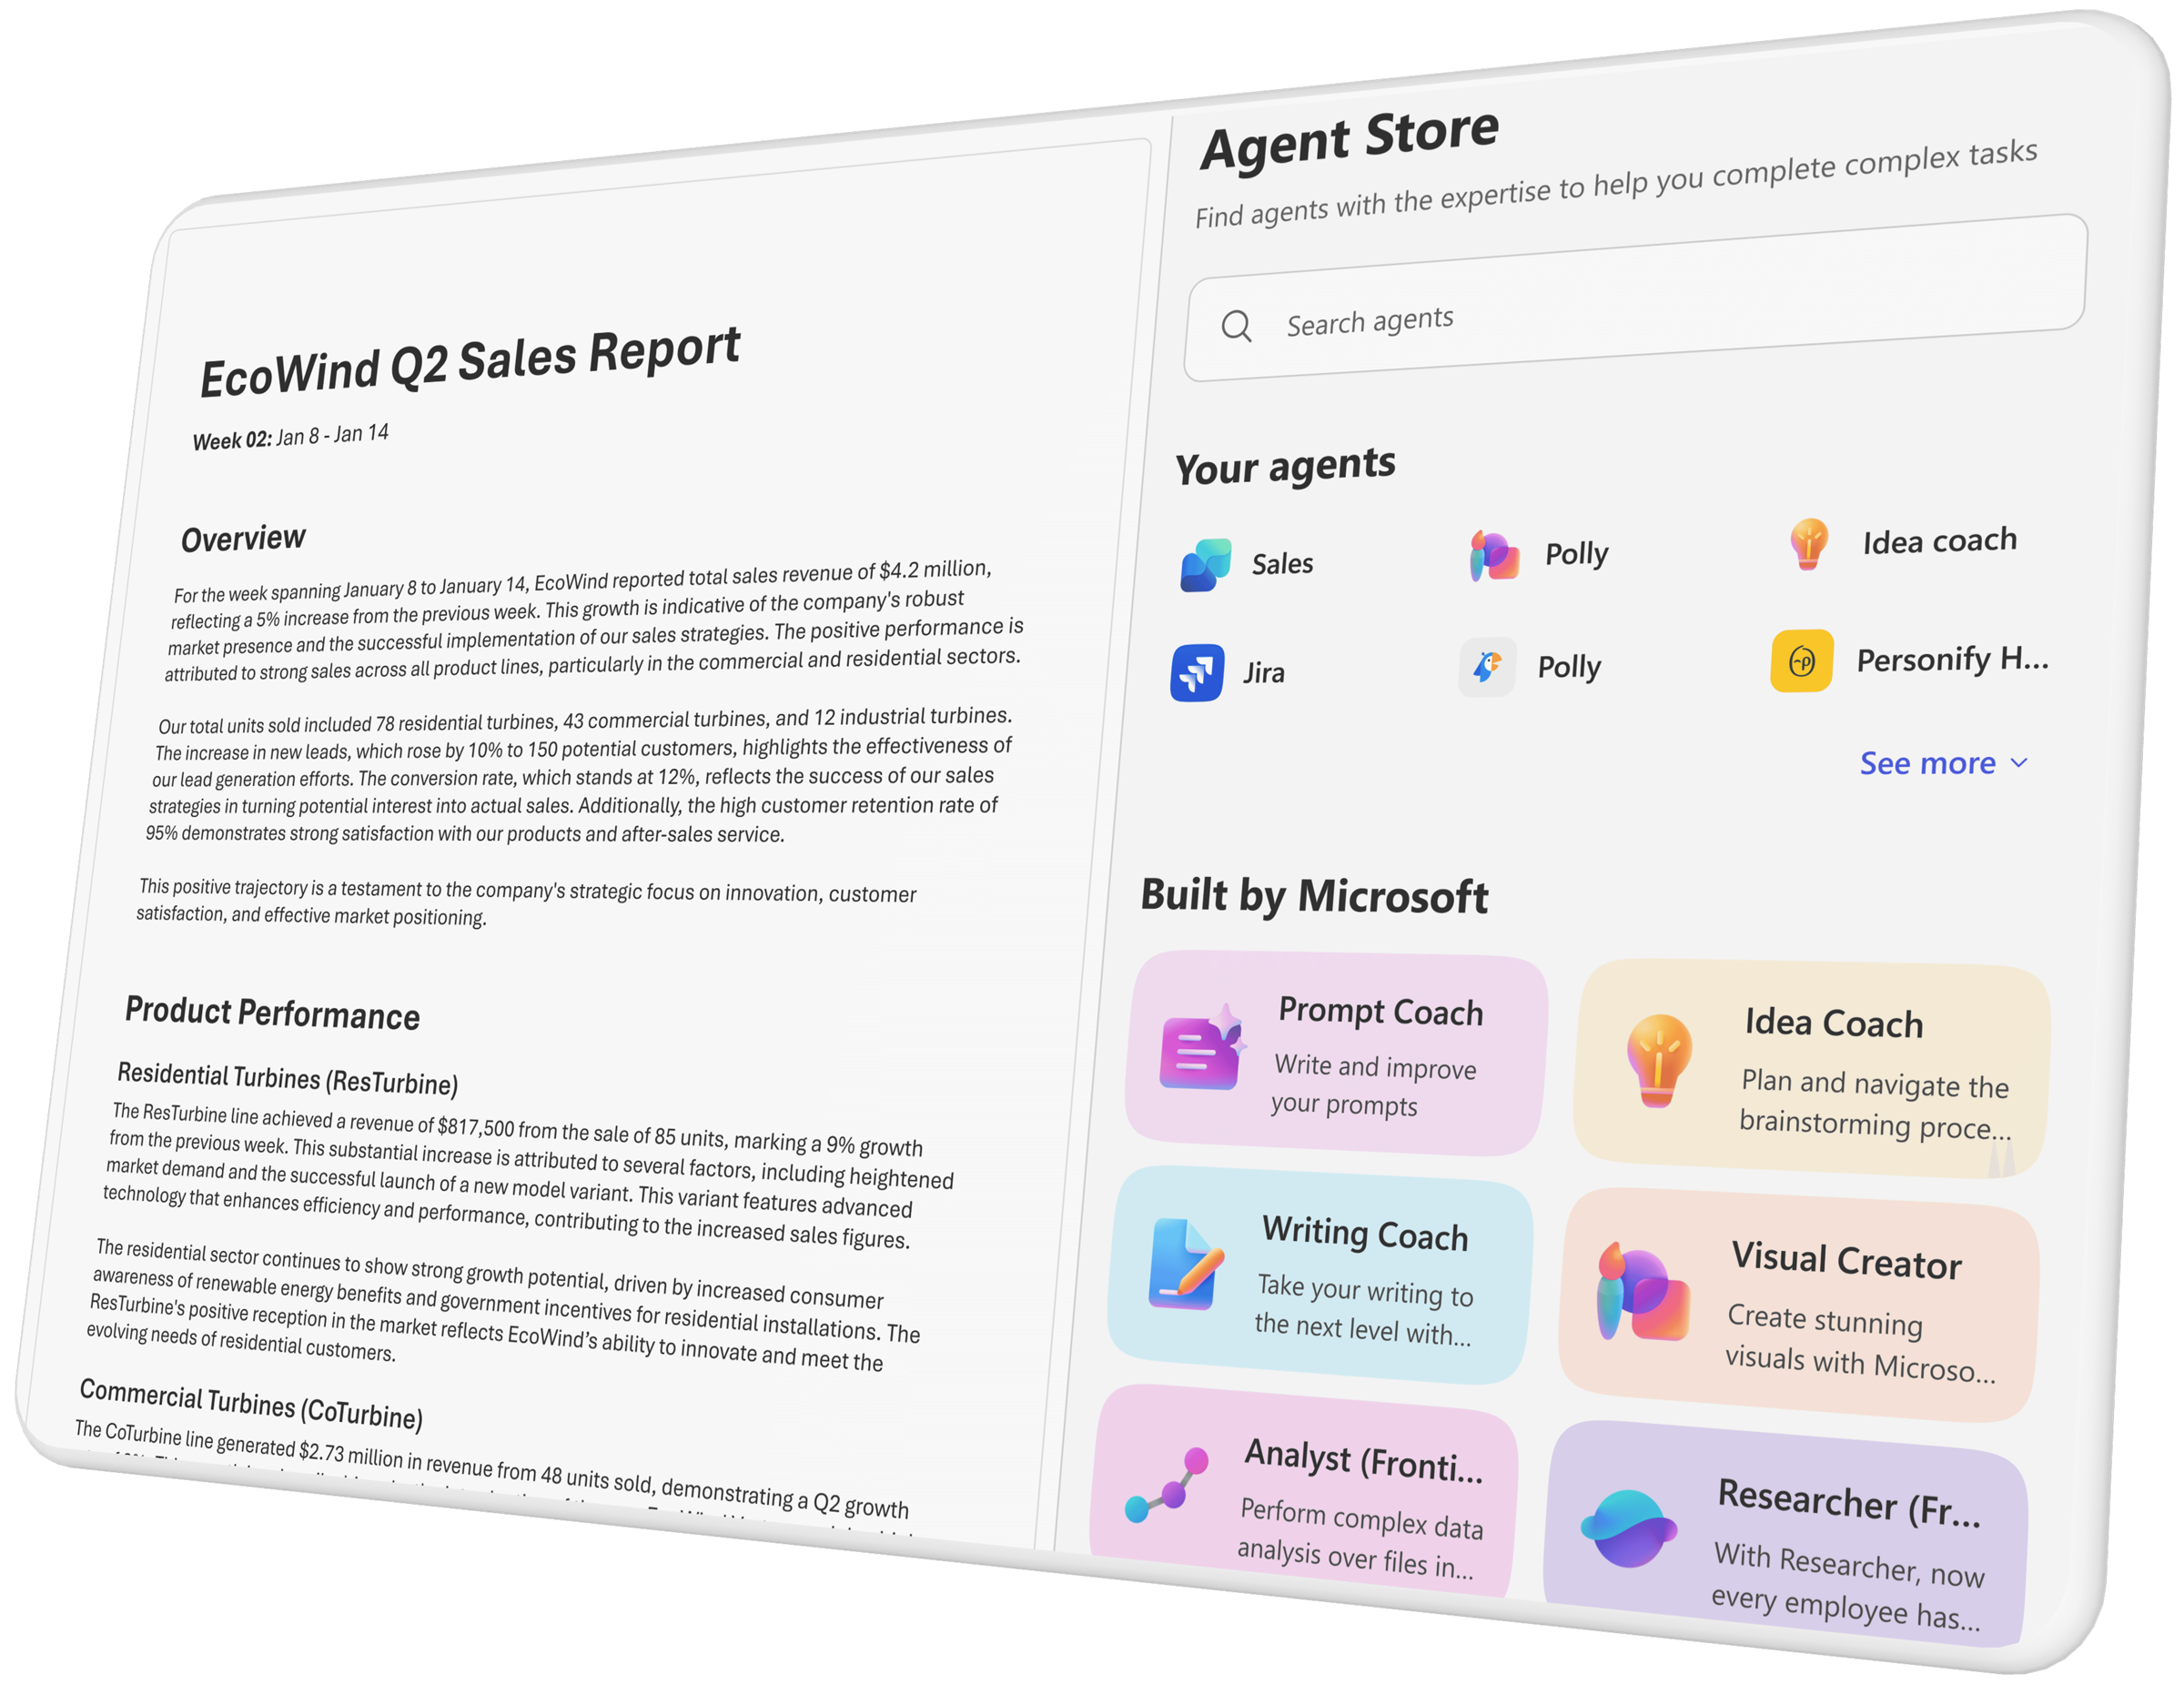 EcoWind Q2 Sales Report
Week 02: Jan 8 - Jan 14
Overview
For the week spanning January 8 to January 14, EcoWind reported total sales revenue of $4.2 million,
reflecting a 5% increase from the previous week. This growth is indicative of the company's robust
market presence and the successful implementation of our sales strategies. The positive performance is
attributed to strong sales across all product lines, particularly in the commercial and residential sectors.
Our total units sold included 78 residential turbines, 43 commercial turbines, and 12 industrial turbines.
The increase in new leads, which rose by 10% to 150 potential customers, highlights the effectiveness of
our lead generation efforts. The conversion rate, which stands at 12%, reflects the success of our sales
strategies in turning potential interest into actual sales. Additionally, the high customer retention rate of
95% demonstrates strong satisfaction with our products and after-sales service.
This positive trajectory is a testament to the company's strategic focus on innovation, customer
satisfaction, and effective market positioning.
Product Performance
Residential Turbines (ResTurbine)
The ResTurbine line achieved a revenue of $817,500 from the sale of 85 units, marking a 9% growth
from the previous week. This substantial increase is attributed to several factors, including heightened
market demand and the successful launch of a new model variant. This variant features advanced
technology that enhances efficiency and performance, contributing to the increased sales figures.
The residential sector continues to show strong growth potential, driven by increased consumer
awareness of renewable energy benefits and government incentives for residential installations. The
ResTurbine's positive reception in the market reflects EcoWind's ability to innovate and meet the
evolving needs of residential customers.
Commercial Turbines (CoTurbine)
The CoTurbine line generated $2.73 million in revenue from 48 units sold, demonstrating a Q2 growth
Agent Store
Find agents with the expertise to help you complete complex tasks
Search agents
Your agents
Sales
Polly
Idea coach
Jira
Polly
Personify H...
See more
Built by Microsoft
Prompt Coach
Write and improve
your prompts
Idea Coach
Plan and navigate the
brainstorming proce...
Writing Coach
Take your writing to
the next level with...
Visual Creator
Create stunning
visuals with Microso...
Analyst (Fronti...
Perform complex data
analysis over files in...
Researcher (Fr...
With Researcher, now
every employee has...